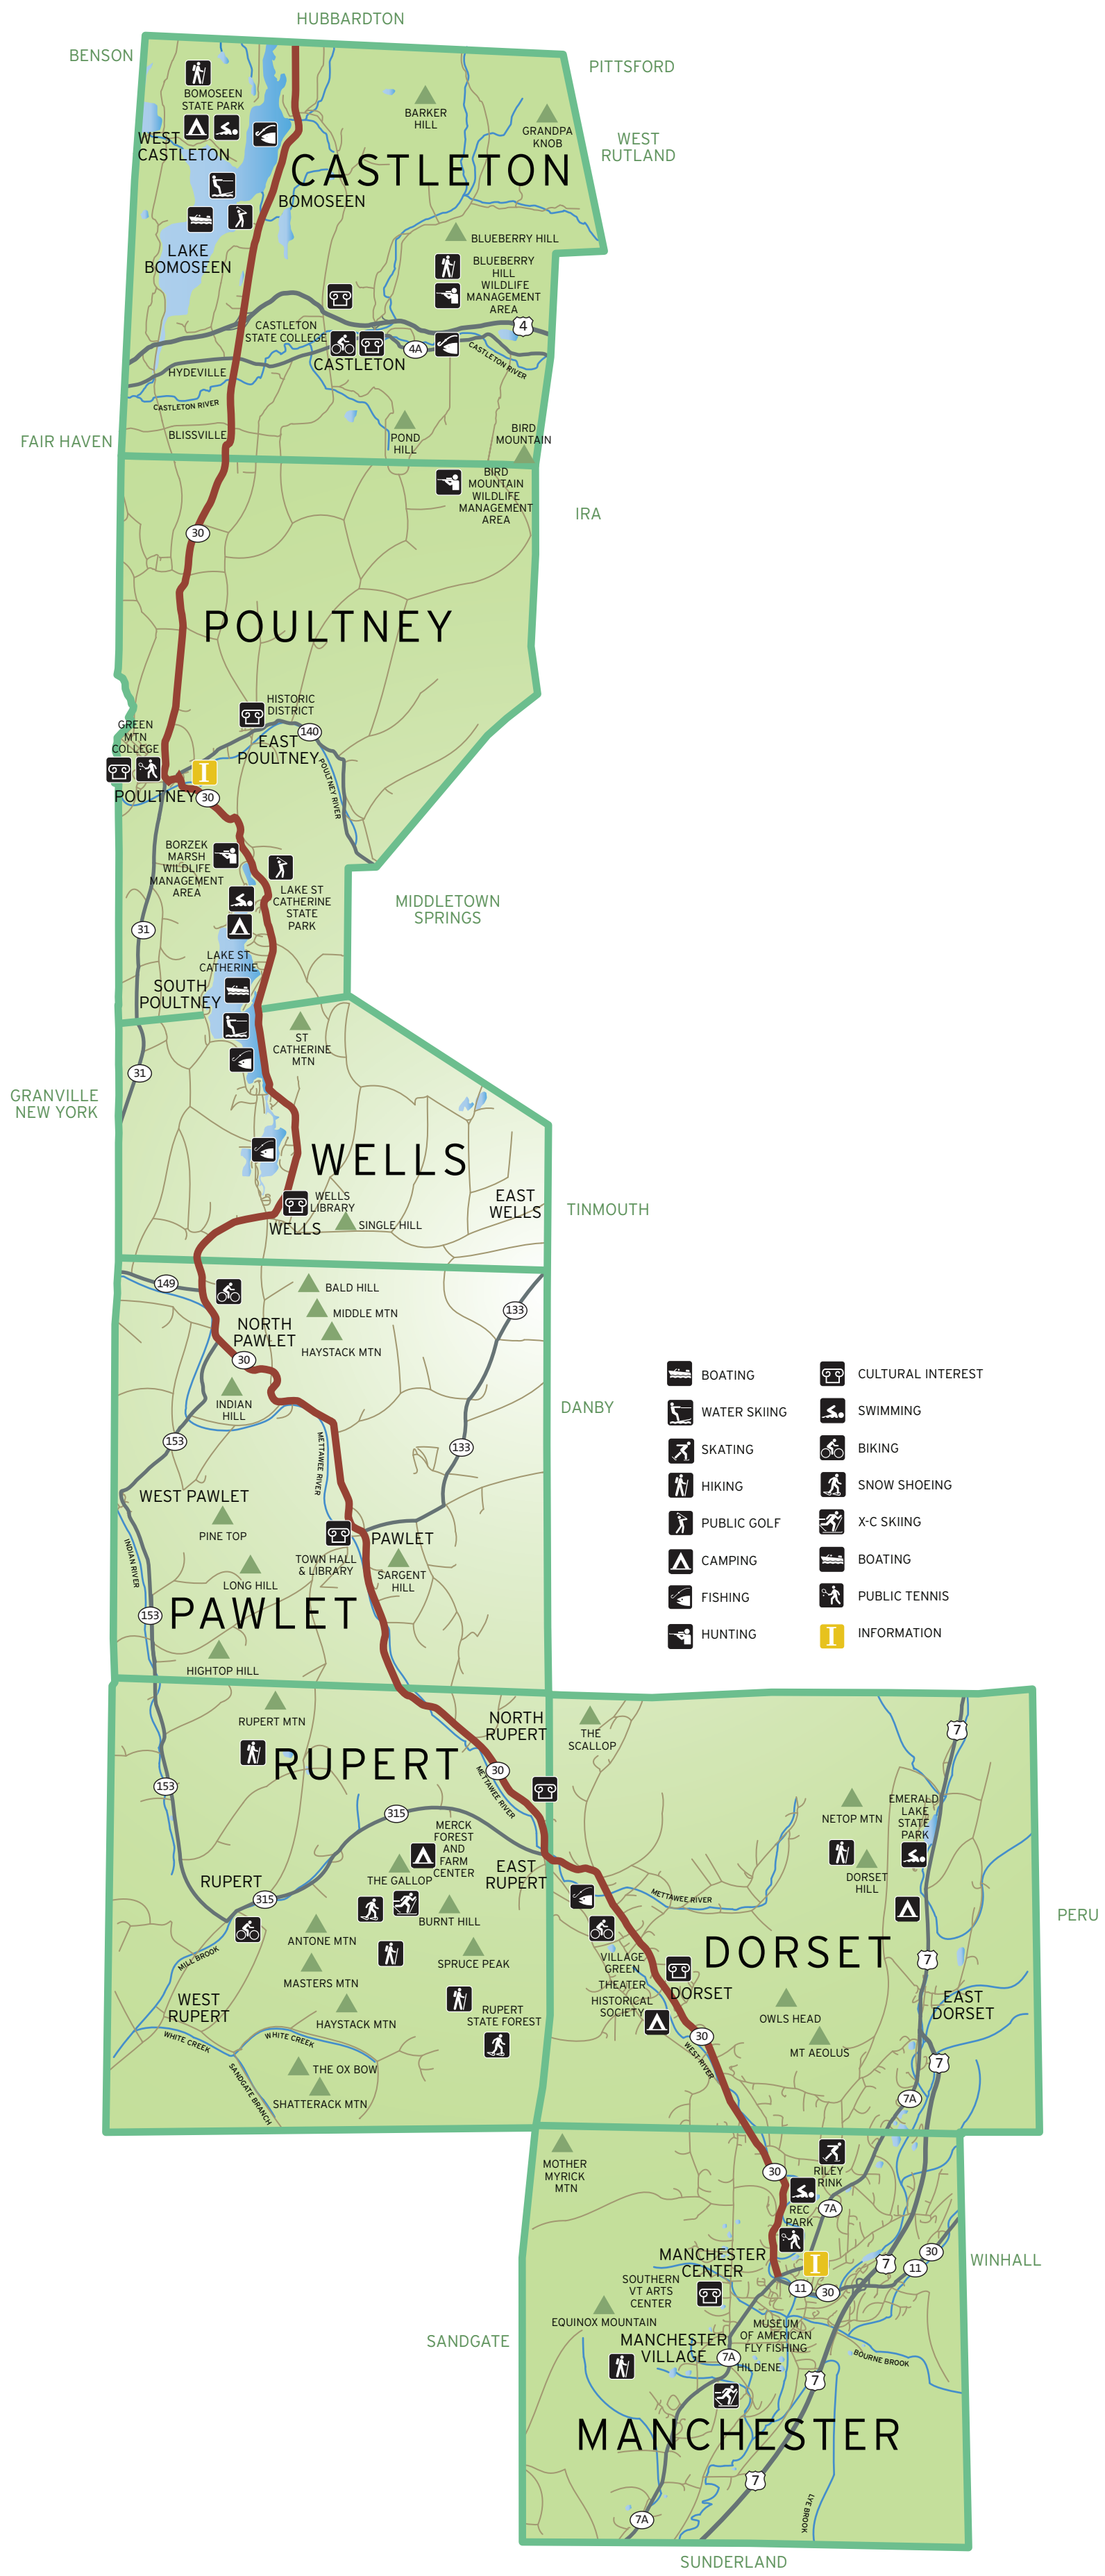 HUBBARDTON
BENSON
PITTSFORD
BOMOSEEN
STATE PARK
BARKER
HILL
GRANDPA
KNOB
WEST
CASTLETON
WEST
RUTLAND
CASTLETON
BOMOSEEN
BLUEBERRY HILL
LAKE
BOMOSEEN
BLUEBERRY
HILL
WILDLIFE
MANAGEMENT
AREA
4
CASTLETON
STATE COLLEGE
4A
CASTLETON
CASTLETON RIVER
HYDEVILLE
CASTLETON RIVER
BLISSVILLE
POND
HILL
BIRD
MOUNTAIN
FAIR HAVEN
BIRD
MOUNTAIN
WILDLIFE
MANAGEMENT
AREA
IRA
30
POULTNEY
HISTORIC
DISTRICT
GREEN
MTN
COLLEGE
140
EAST
POULTNEY
POULTNEY RIVER
I
POULTNEY
30
BORZEK
MARSH
WILDLIFE
MANAGEMENT
AREA
LAKE ST
CATHERINE
STATE
PARK
MIDDLETOWN
SPRINGS
31
LAKE ST
CATHERINE
SOUTH
POULTNEY
ST
CATHERINE
MTN
31
GRANVILLE
NEW YORK
WELLS
EAST
WELLS
TINMOUTH
WELLS
LIBRARY
WELLS
SINGLE HILL
149
BALD HILL
133
MIDDLE MTN
NORTH
PAWLET
HAYSTACK MTN
30
INDIAN
HILL
DANBY
153
METTAWEE RIVER
133
WEST PAWLET
PINE TOP
PAWLET
TOWN HALL
& LIBRARY
SARGENT
HILL
INDIAN RIVER
LONG HILL
153
PAWLET
HIGHTOP HILL
BOATING
WATER SKIING
SKATING
HIKING
PUBLIC GOLF
CAMPING
FISHING
HUNTING
CULTURAL INTEREST
SWIMMING
BIKING
SNOW SHOEING
X-C SKIING
BOATING
PUBLIC TENNIS
I INFORMATION
RUPERT MTN
NORTH
RUPERT
THE
SCALLOP
7
RUPERT
30
METTAWEE RIVER
153
315
NETOP MTN
EMERALD
LAKE
STATE
PARK
MERCK
FOREST
AND
FARM
CENTER
THE GALLOP
EAST
RUPERT
DORSET
HILL
RUPERT
315
METTAWEE RIVER
PERU
BURNT HILL
ANTONE MTN
MILL BROOK
SPRUCE PEAK
VILLAGE
GREEN
DORSET
7
MASTERS MTN
THEATER
HISTORICAL
SOCIETY
DORSET
EAST
DORSET
WEST
RUPERT
HAYSTACK MTN
RUPERT
STATE FOREST
OWLS HEAD
30
MT AEOLUS
WHITE CREEK
WHITE CREEK
WEST RIVER
7
THE OX BOW
SANDGATE BRANCH
SHATTERACK MTN
7A
MOTHER
MYRICK
MTN
30
RILEY
RINK
REC
PARK
7A
MANCHESTER
CENTER
I
30
7
11
WINHALL
SOUTHERN
VT ARTS
CENTER
11
30
EQUINOX MOUNTAIN
MUSEUM
OF AMERICAN
FLY FISHING
SANDGATE
MANCHESTER
VILLAGE
7A
HILDENE
BOURNE BROOK
7
MANCHESTER
7
LYE BROOK
7A
SUNDERLAND